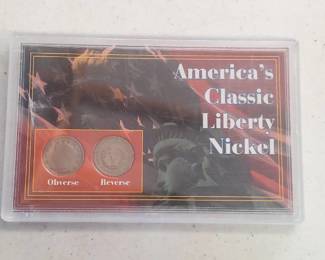 America's
Classic
Liberty
Nickel
Obverse Reverse